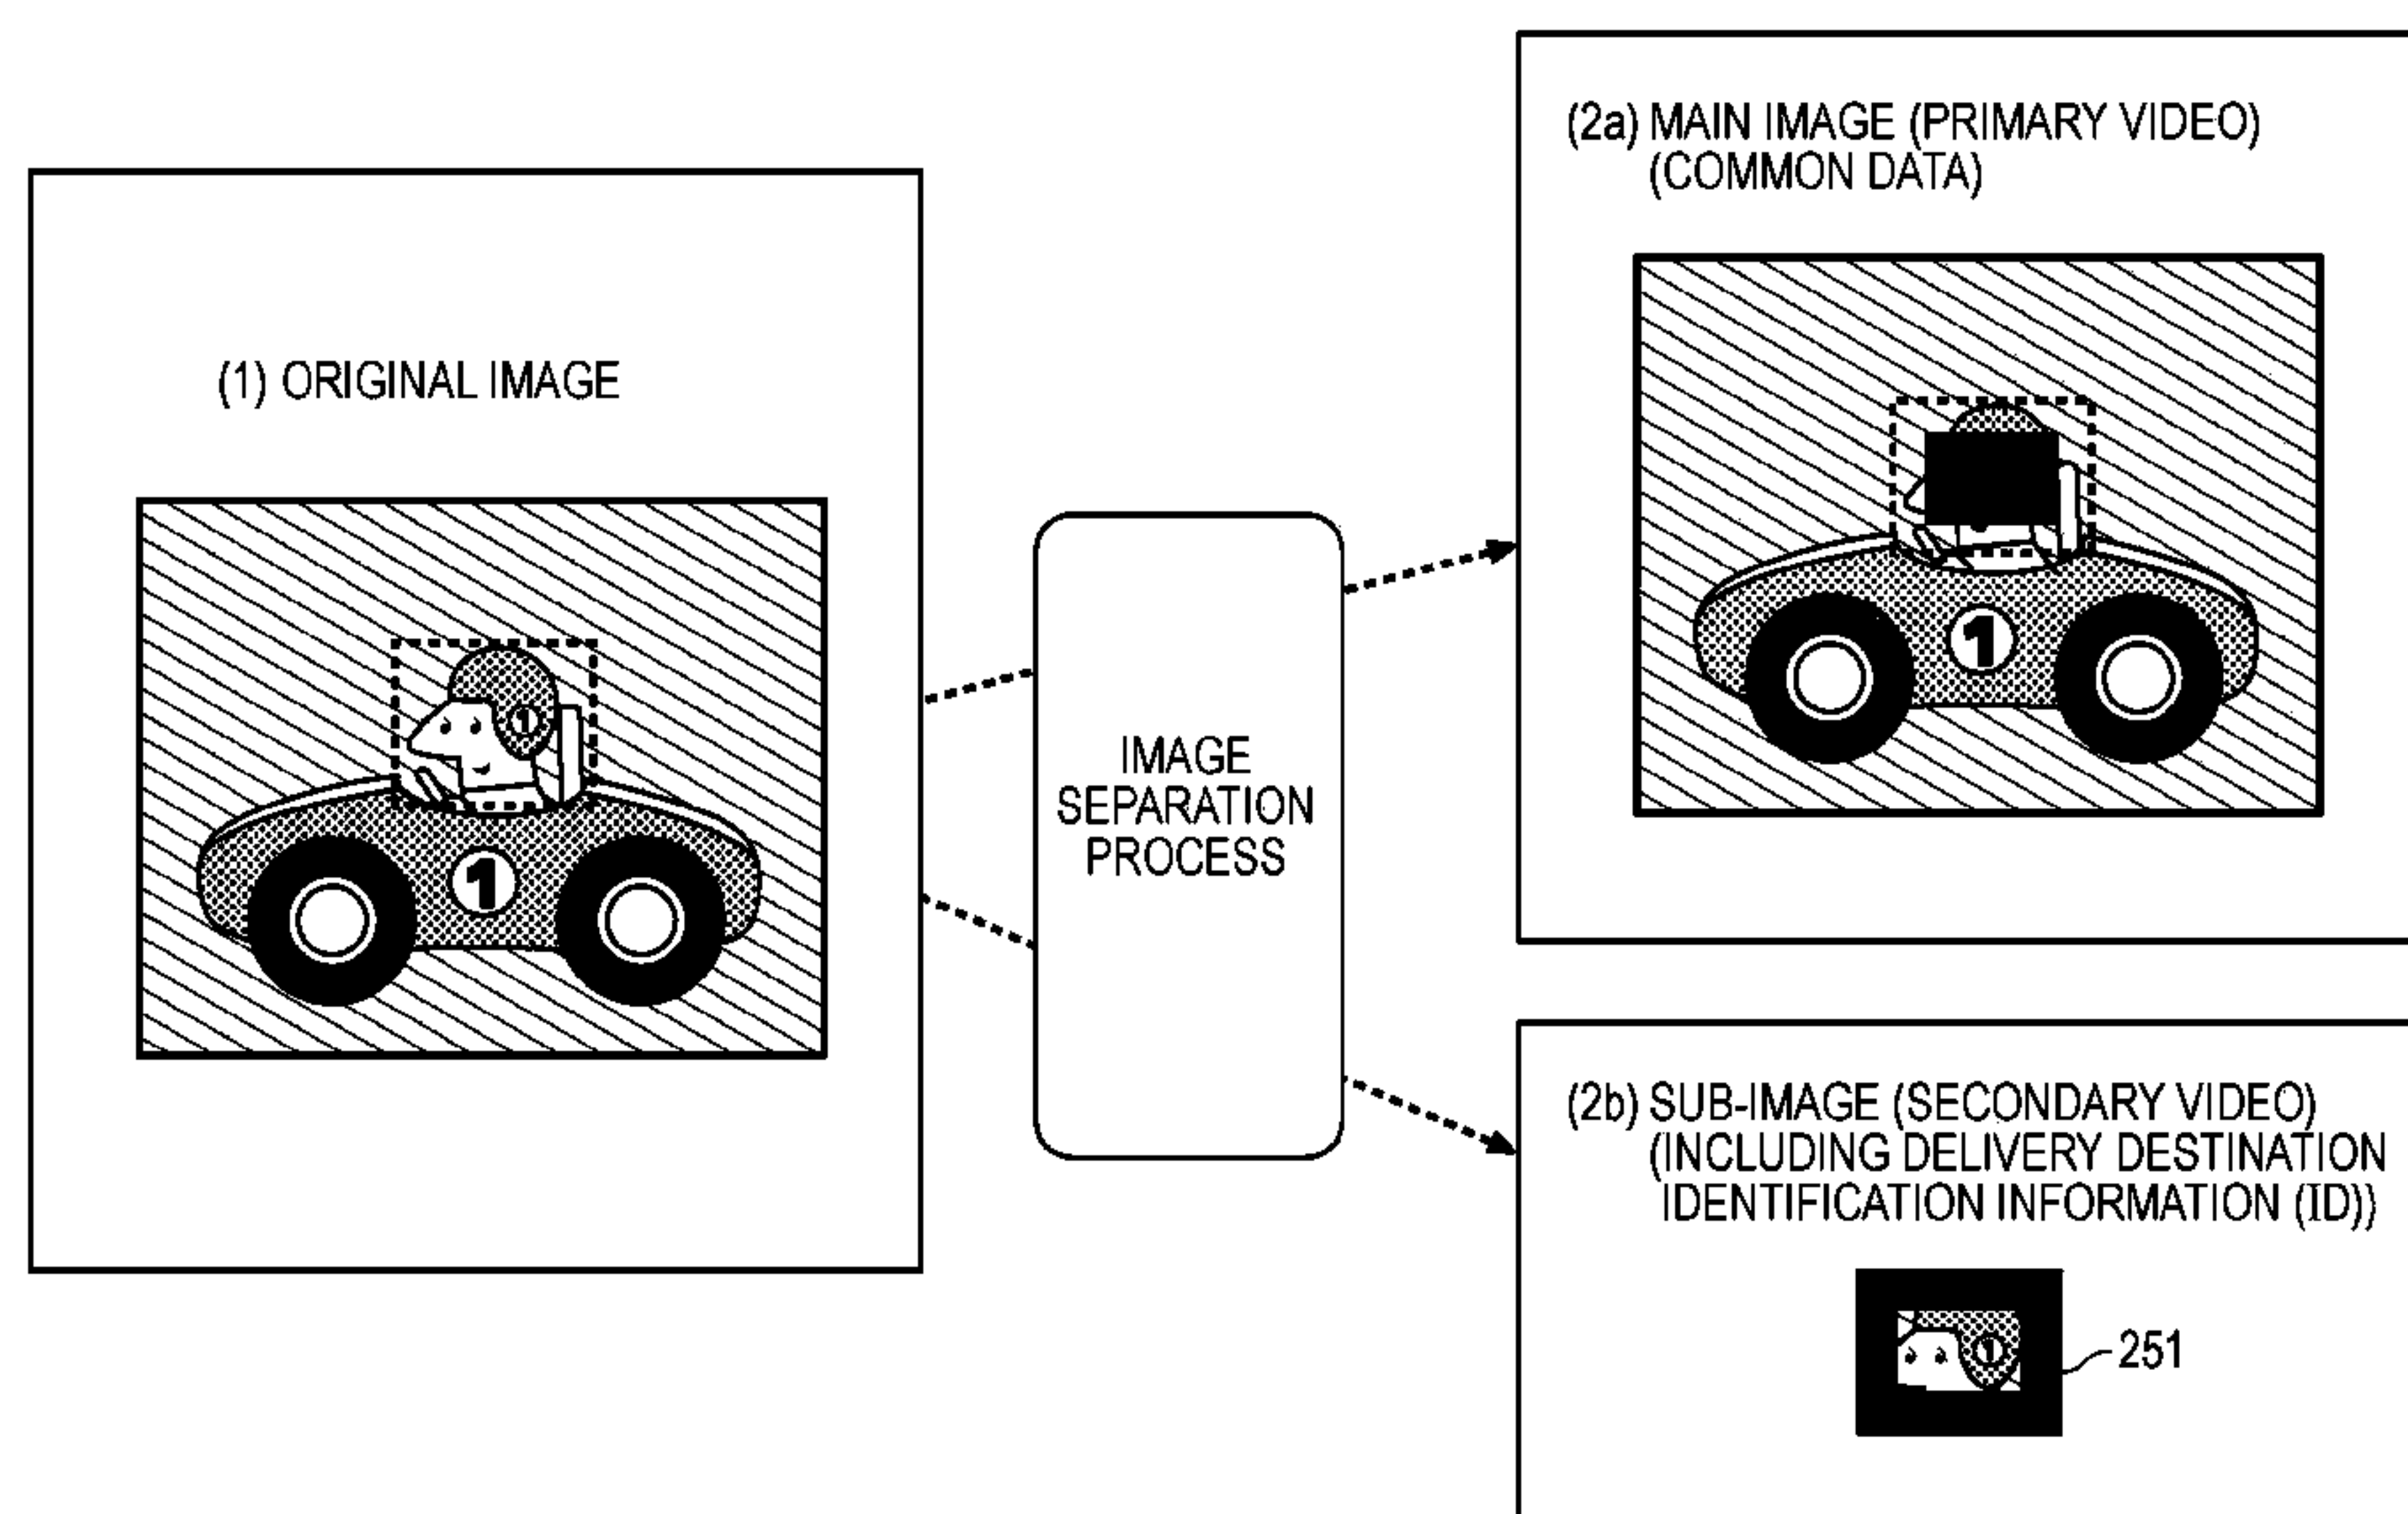 (1) ORIGINAL IMAGE
1
1
IMAGE
SEPARATION
PROCESS
(2a) MAIN IMAGE (PRIMARY VIDEO)
(COMMON DATA)
1
(2b) SUB-IMAGE (SECONDARY VIDEO)
(INCLUDING DELIVERY DESTINATION
IDENTIFICATION INFORMATION (ID))
1
251